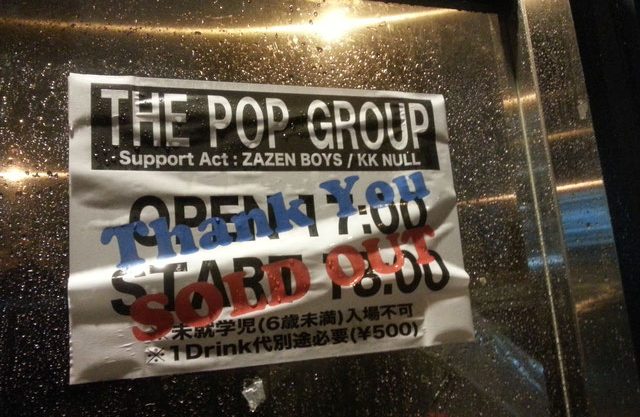 THE POP GROUP
Support Act : ZAZEN BOYS / KK NULL
OPEN 17:00
Thank You
START 18:00
SOLD OUT
※未就学児(6歳未満)入場不可
※1Drink代別途必要(¥500)